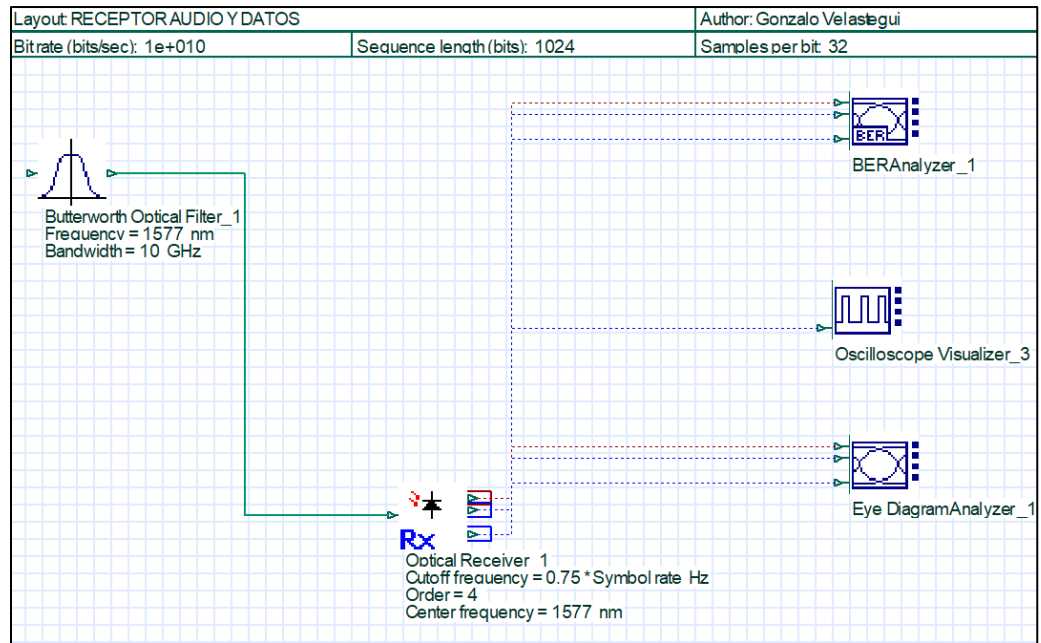 Layout: RECEPTOR AUDIO Y DATOS
Author: Gonzalo Velastegui
Bit rate (bits/sec): 1e+010
Sequence length (bits): 1024
Samples per bit: 32
BER
BERAnalyzer_1
Butterworth Optical Filter_1
Frequency = 1577 nm
Bandwidth = 10 GHz
Oscilloscope Visualizer_3
Eye DiagramAnalyzer_1
Rx
Optical Receiver_1
Cutoff frequency = 0.75 * Symbol rate Hz
Order = 4
Center frequency = 1577 nm